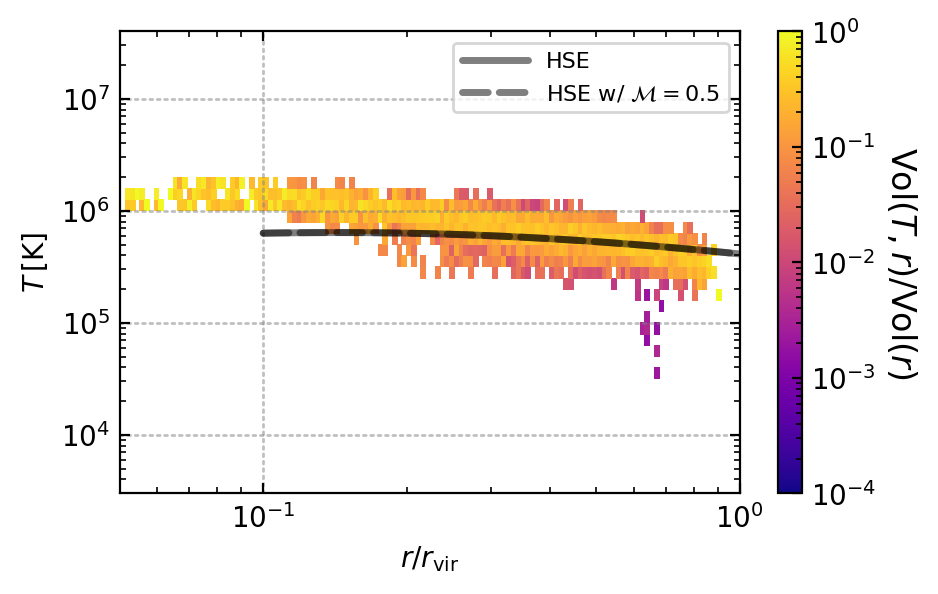 HSE
HSE w/ ℳ = 0.5
T [K]
10⁷
10⁶
10⁵
10⁴
10⁻¹
10⁰
r/r_vir
10⁰
10⁻¹
10⁻²
10⁻³
10⁻⁴
Vol(T, r)/Vol(r)